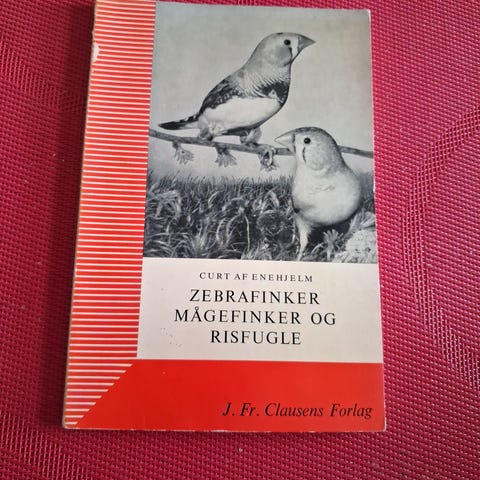 CURT AF ENEHJELM
ZEBRAFINKER
MÅGEFINKER OG
RISFUGLE
J. Fr. Clausens Forlag